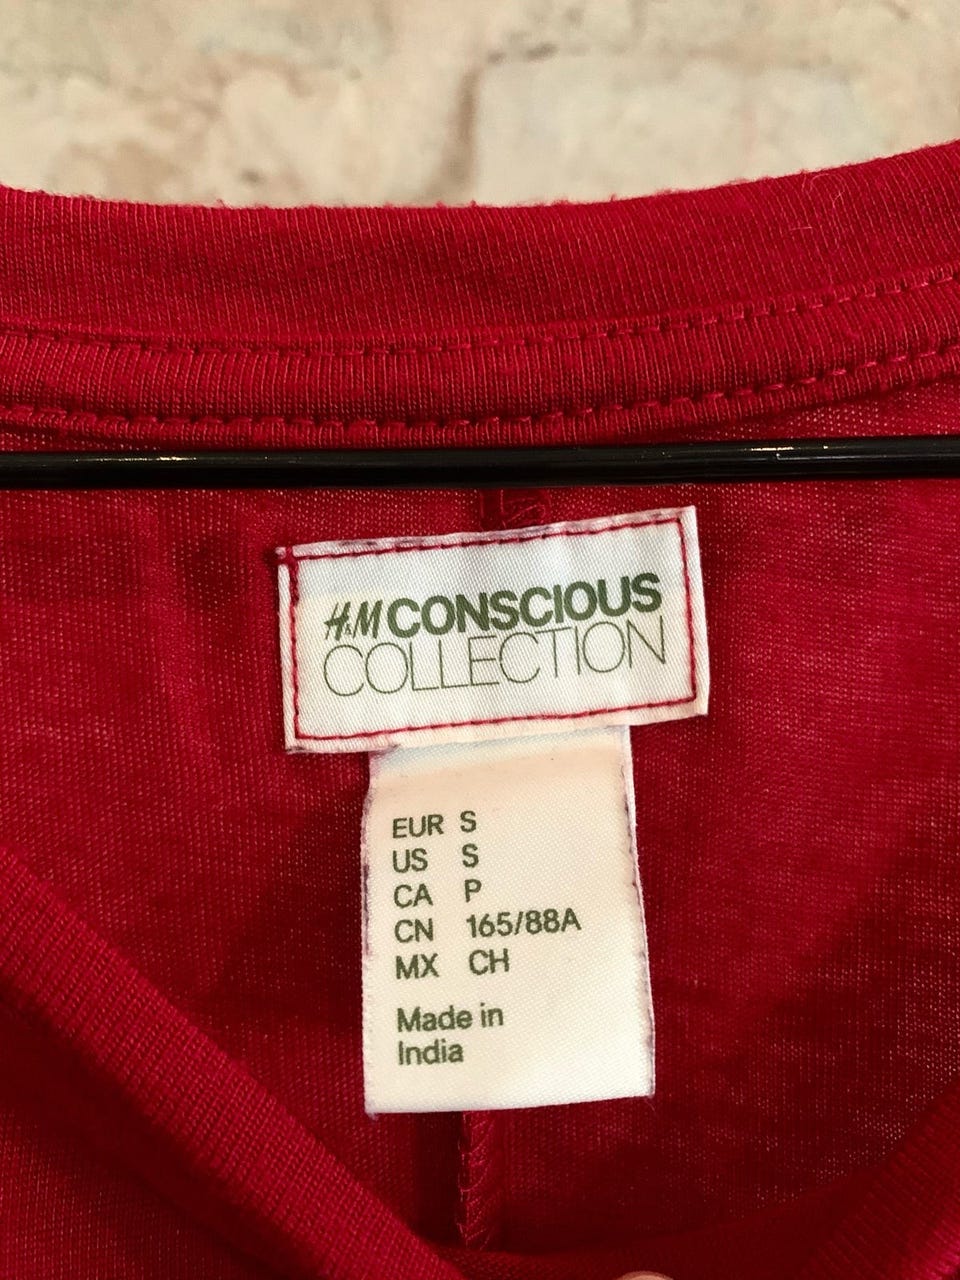 H&M CONSCIOUS
COLLECTION
EUR S
US S
CA P
CN 165/88A
MX CH
Made in
India